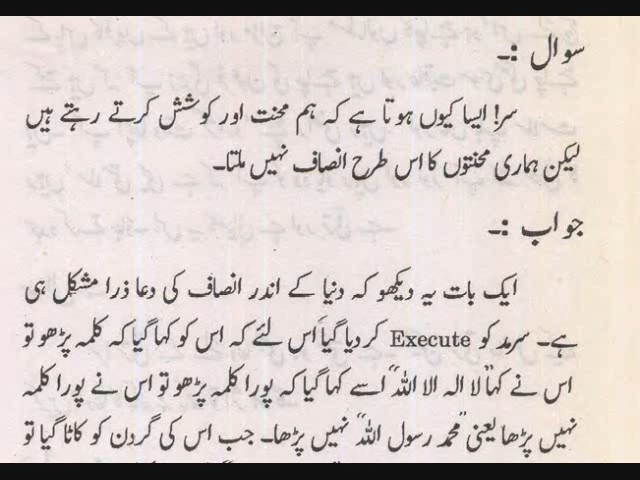 سوال :۔
سر! ایسا کیوں ہوتا ہے کہ ہم محنت اور کوشش کرتے رہتے ہیں
لیکن ہماری محنتوں کا اس طرح انصاف نہیں ملتا۔
جواب :۔
ایک بات یہ دیکھو کہ دنیا کے اندر انصاف کی دعا ذرا مشکل ہی
ہے۔ سرمد کو Execute کر دیا گیا اس لئے کہ اس کو کہا گیا کہ کلمہ پڑھو تو
اس نے کہا "لا الہ الا اللہ" اسے کہا گیا کہ پورا کلمہ پڑھو تو اس نے پورا کلمہ
نہیں پڑھا یعنی "محمد رسول اللہ" نہیں پڑھا۔ جب اس کی گردن کو کاٹا گیا تو